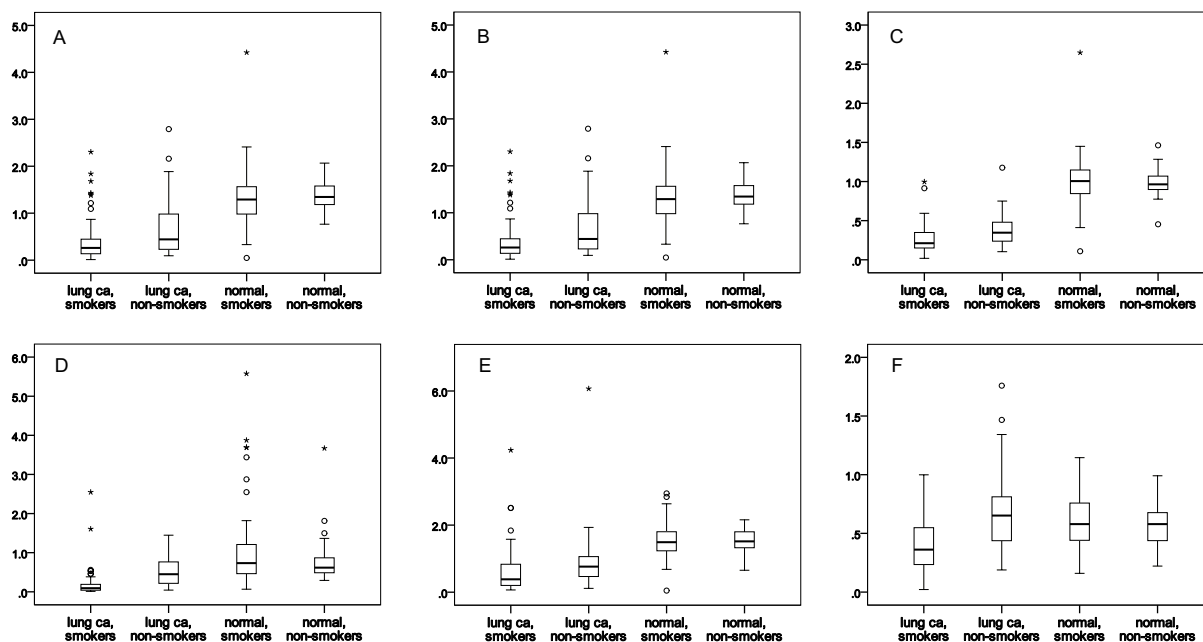 A
5.0
4.0
3.0
2.0
1.0
.0
lung ca, smokers
lung ca, non-smokers
normal, smokers
normal, non-smokers
B
5.0
4.0
3.0
2.0
1.0
.0
lung ca, smokers
lung ca, non-smokers
normal, smokers
normal, non-smokers
C
3.0
2.5
2.0
1.5
1.0
.5
.0
lung ca, smokers
lung ca, non-smokers
normal, smokers
normal, non-smokers
D
6.0
5.0
4.0
3.0
2.0
1.0
.0
lung ca, smokers
lung ca, non-smokers
normal, smokers
normal, non-smokers
E
6.0
4.0
2.0
.0
lung ca, smokers
lung ca, non-smokers
normal, smokers
normal, non-smokers
F
2.0
1.5
1.0
.5
.0
lung ca, smokers
lung ca, non-smokers
normal, smokers
normal, non-smokers